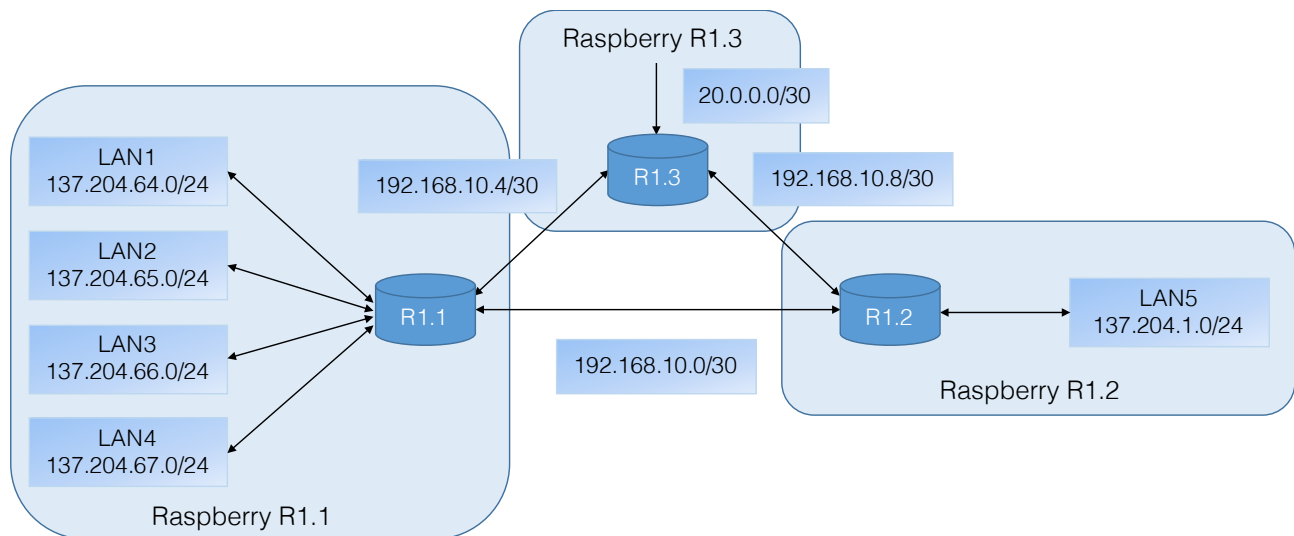 Raspberry R1.3
20.0.0.0/30
R1.3
192.168.10.4/30
192.168.10.8/30
LAN1
137.204.64.0/24
LAN2
137.204.65.0/24
LAN3
137.204.66.0/24
LAN4
137.204.67.0/24
R1.1
Raspberry R1.1
192.168.10.0/30
R1.2
LAN5
137.204.1.0/24
Raspberry R1.2